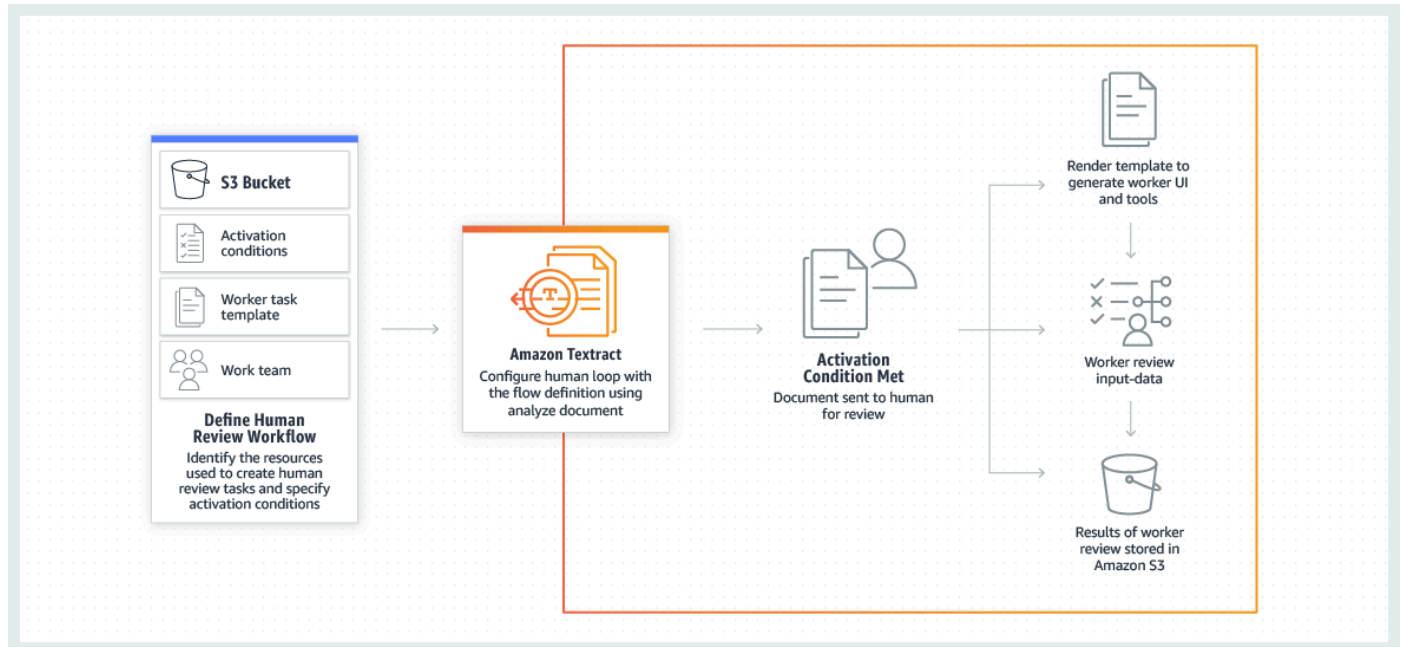 S3 Bucket
Activation
conditions
Worker task
template
Work team
Define Human
Review Workflow
Identify the resources
used to create human
review tasks and specify
activation conditions
T
Amazon Textract
Configure human loop with
the flow definition using
analyze document
Activation
Condition Met
Document sent to human
for review
Render template to
generate worker UI
and tools
Worker review
input-data
Results of worker
review stored in
Amazon S3